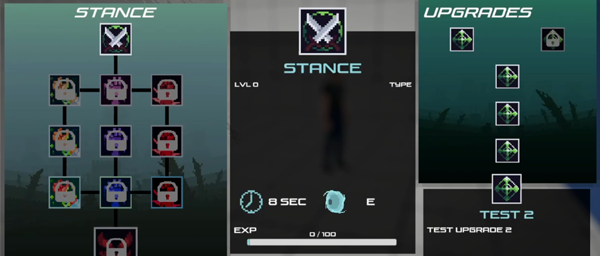 STANCE
STANCE
LVL 0 TYPE
8 SEC E
EXP 0 / 100
UPGRADES
TEST 2
TEST UPGRADE 2